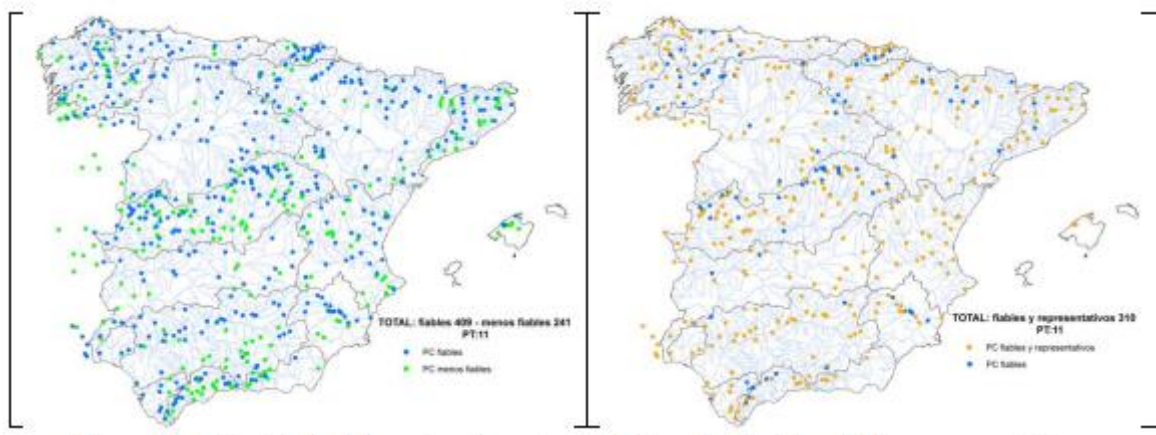 TOTAL: fiables 409 - menos fiables 241
PT:11
PC fiables
PC menos fiables
TOTAL: fiables y representativos 310
PT:11
PC fiables y representativos
PC fiables